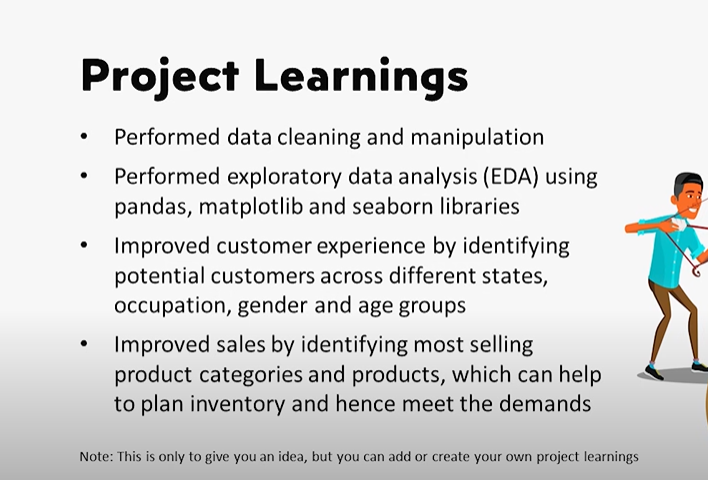 Project Learnings
• Performed data cleaning and manipulation
• Performed exploratory data analysis (EDA) using
pandas, matplotlib and seaborn libraries
• Improved customer experience by identifying
potential customers across different states,
occupation, gender and age groups
• Improved sales by identifying most selling
product categories and products, which can help
to plan inventory and hence meet the demands
Note: This is only to give you an idea, but you can add or create your own project learnings